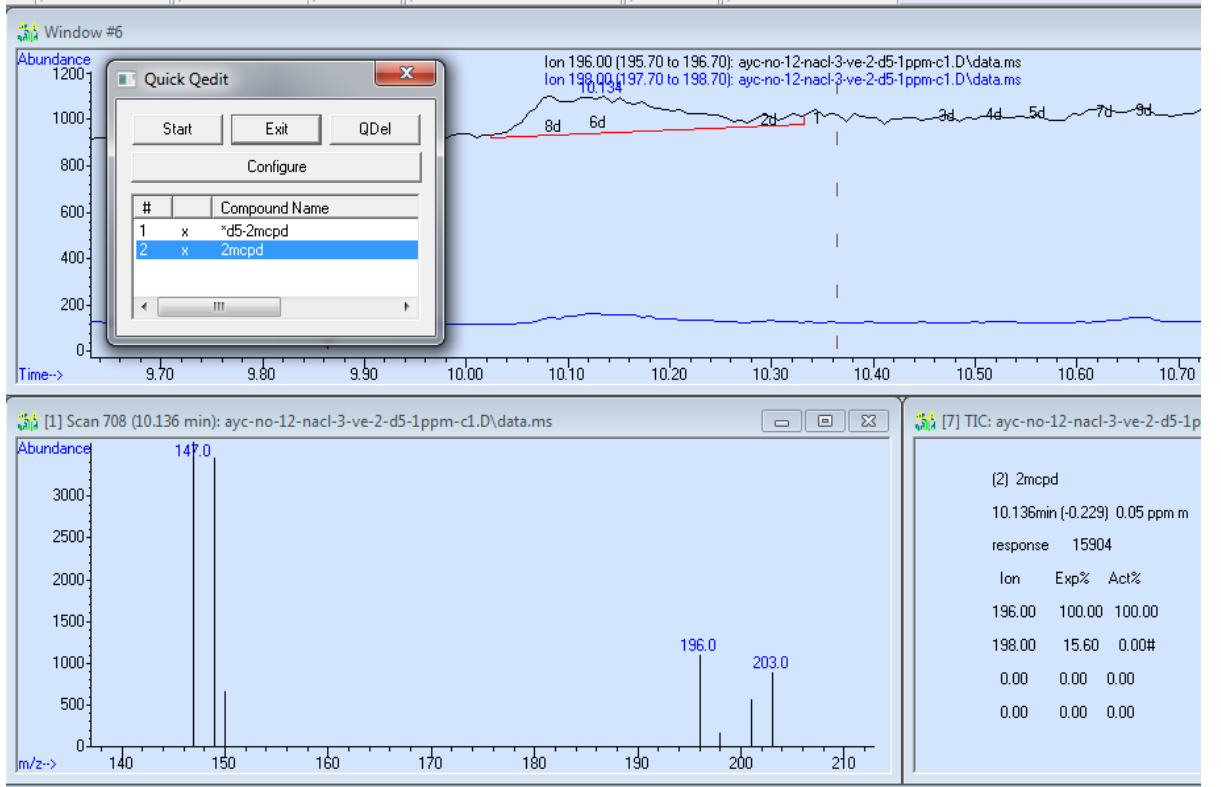 Window #6
Abundance
Ion 196.00 (195.70 to 196.70): ayc-no-12-nacl-3-ve-2-d5-1ppm-c1.D\data.ms
Ion 198.00 (197.70 to 198.70): ayc-no-12-nacl-3-ve-2-d5-1ppm-c1.D\data.ms
10.134
8d 6d 2d 1 3d 4d 5d 7d 9d
1200
1000
800
600
400
200
0
Time--> 9.70 9.80 9.90 10.00 10.10 10.20 10.30 10.40 10.50 10.60 10.70
Quick Qedit
Start Exit QDel
Configure
# Compound Name
1 x *d5-2mcpd
2 x 2mcpd
[1] Scan 708 (10.136 min): ayc-no-12-nacl-3-ve-2-d5-1ppm-c1.D\data.ms
Abundance
147.0
196.0
203.0
3000
2500
2000
1500
1000
500
0
m/z--> 140 150 160 170 180 190 200 210
[7] TIC: ayc-no-12-nacl-3-ve-2-d5-1p
(2) 2mcpd
10.136min (-0.229) 0.05 ppm m
response 15904
Ion Exp% Act%
196.00 100.00 100.00
198.00 15.60 0.00#
0.00 0.00 0.00
0.00 0.00 0.00